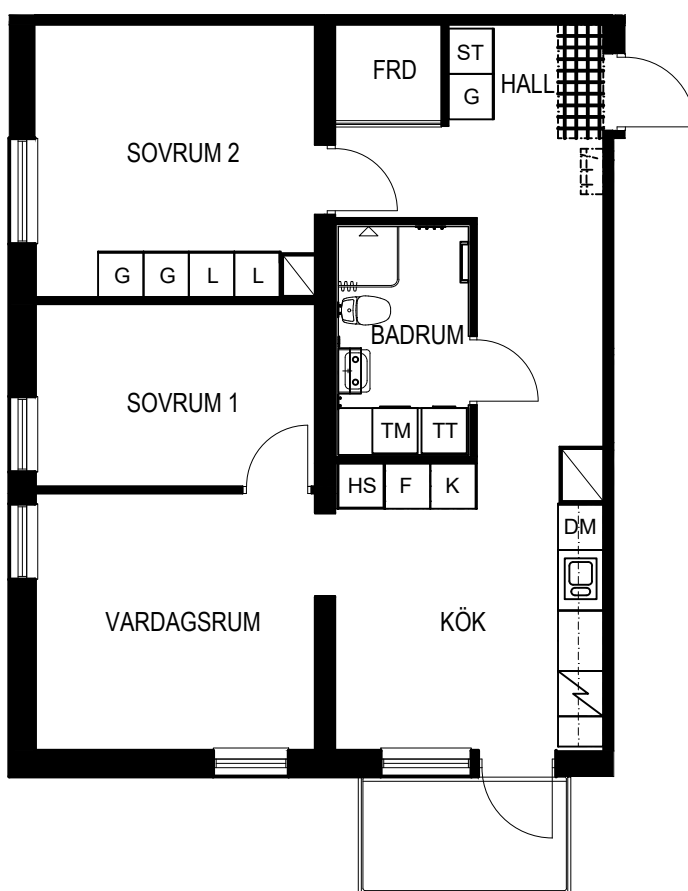 ST
FRD
HALL
G
SOVRUM 2
G G L L
BADRUM
SOVRUM 1
TM TT
HS F K
DM
VARDAGSRUM
KÖK